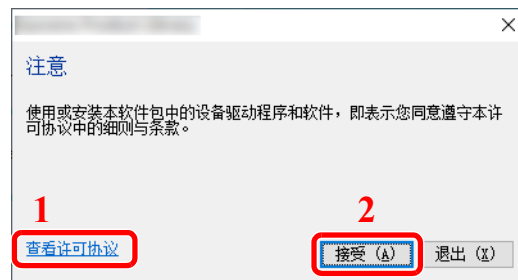 注意
使用或安装本软件包中的设备驱动程序和软件，即表示您同意遵守本许
可协议中的细则与条款。
1
2
查看许可协议
接受 (A)
退出 (X)